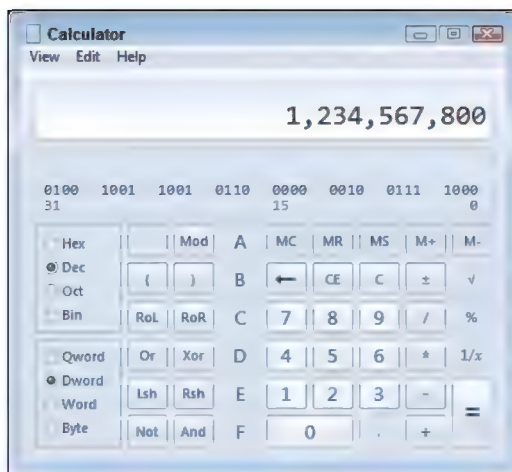 Calculator
View Edit Help
1,234,567,800
0100 1001 1001 0110 0000 0010 0111 1000
31 15 0
Hex Mod A MC MR MS M+ M-
Dec ( ) B ← CE C ± √
Oct
Bin RoL RoR C 7 8 9 / %
Qword Or Xor D 4 5 6 * 1/x
Dword
Word Lsh Rsh E 1 2 3 - =
Byte Not And F 0 . +